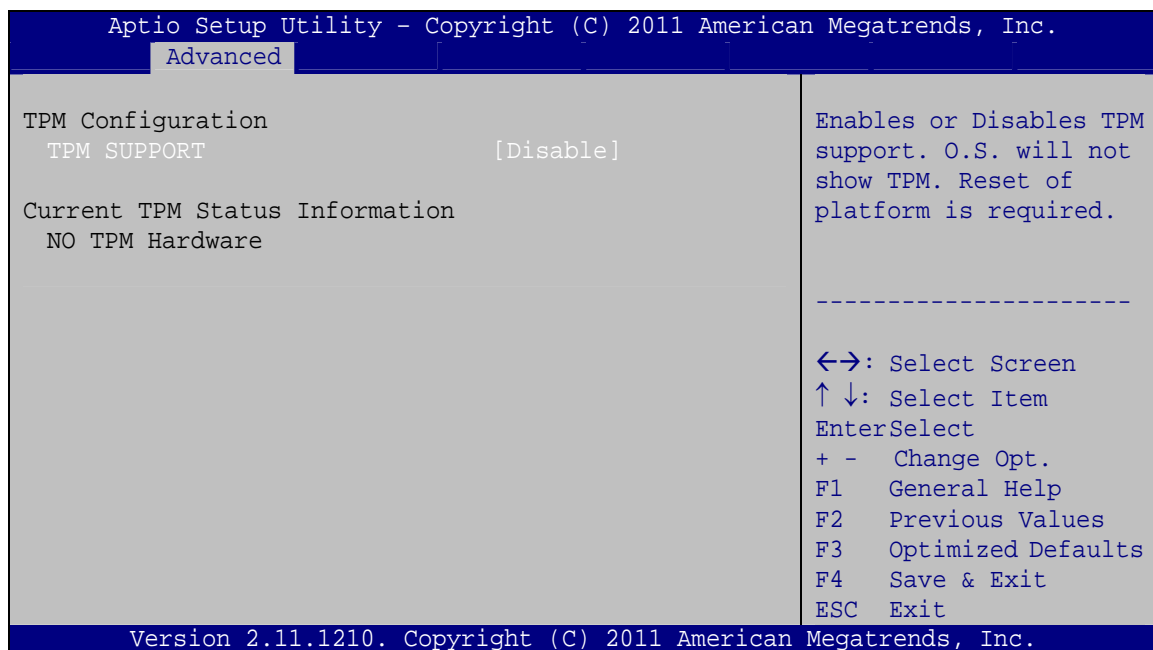 Aptio Setup Utility – Copyright (C) 2011 American Megatrends, Inc.
Advanced
TPM Configuration
TPM SUPPORT [Disable]
Current TPM Status Information
NO TPM Hardware
Enables or Disables TPM
support. O.S. will not
show TPM. Reset of
platform is required.
----------------------
←→: Select Screen
↑ ↓: Select Item
EnterSelect
+ - Change Opt.
F1 General Help
F2 Previous Values
F3 Optimized Defaults
F4 Save & Exit
ESC Exit
Version 2.11.1210. Copyright (C) 2011 American Megatrends, Inc.